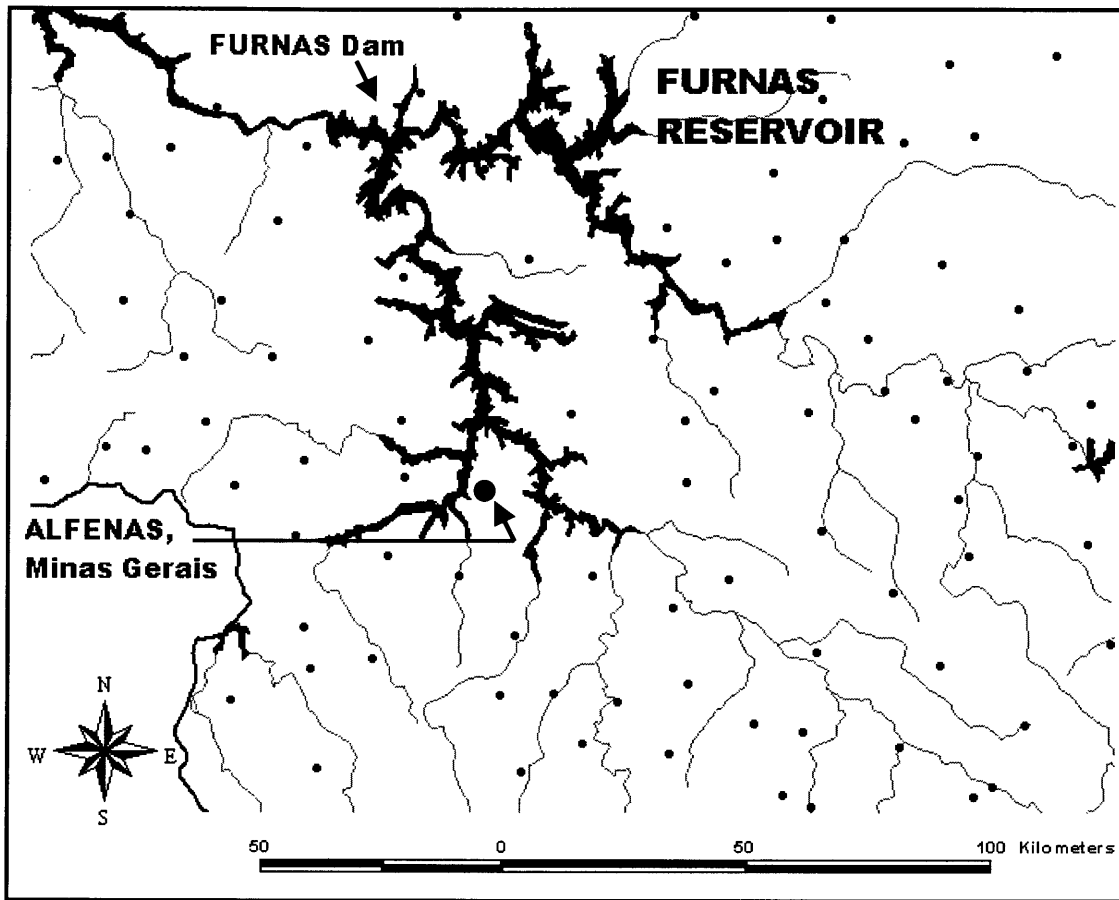 FURNAS Dam
FURNAS
RESERVOIR
ALFENAS,
Minas Gerais
N
W E
S
50 0 50 100 Kilometers